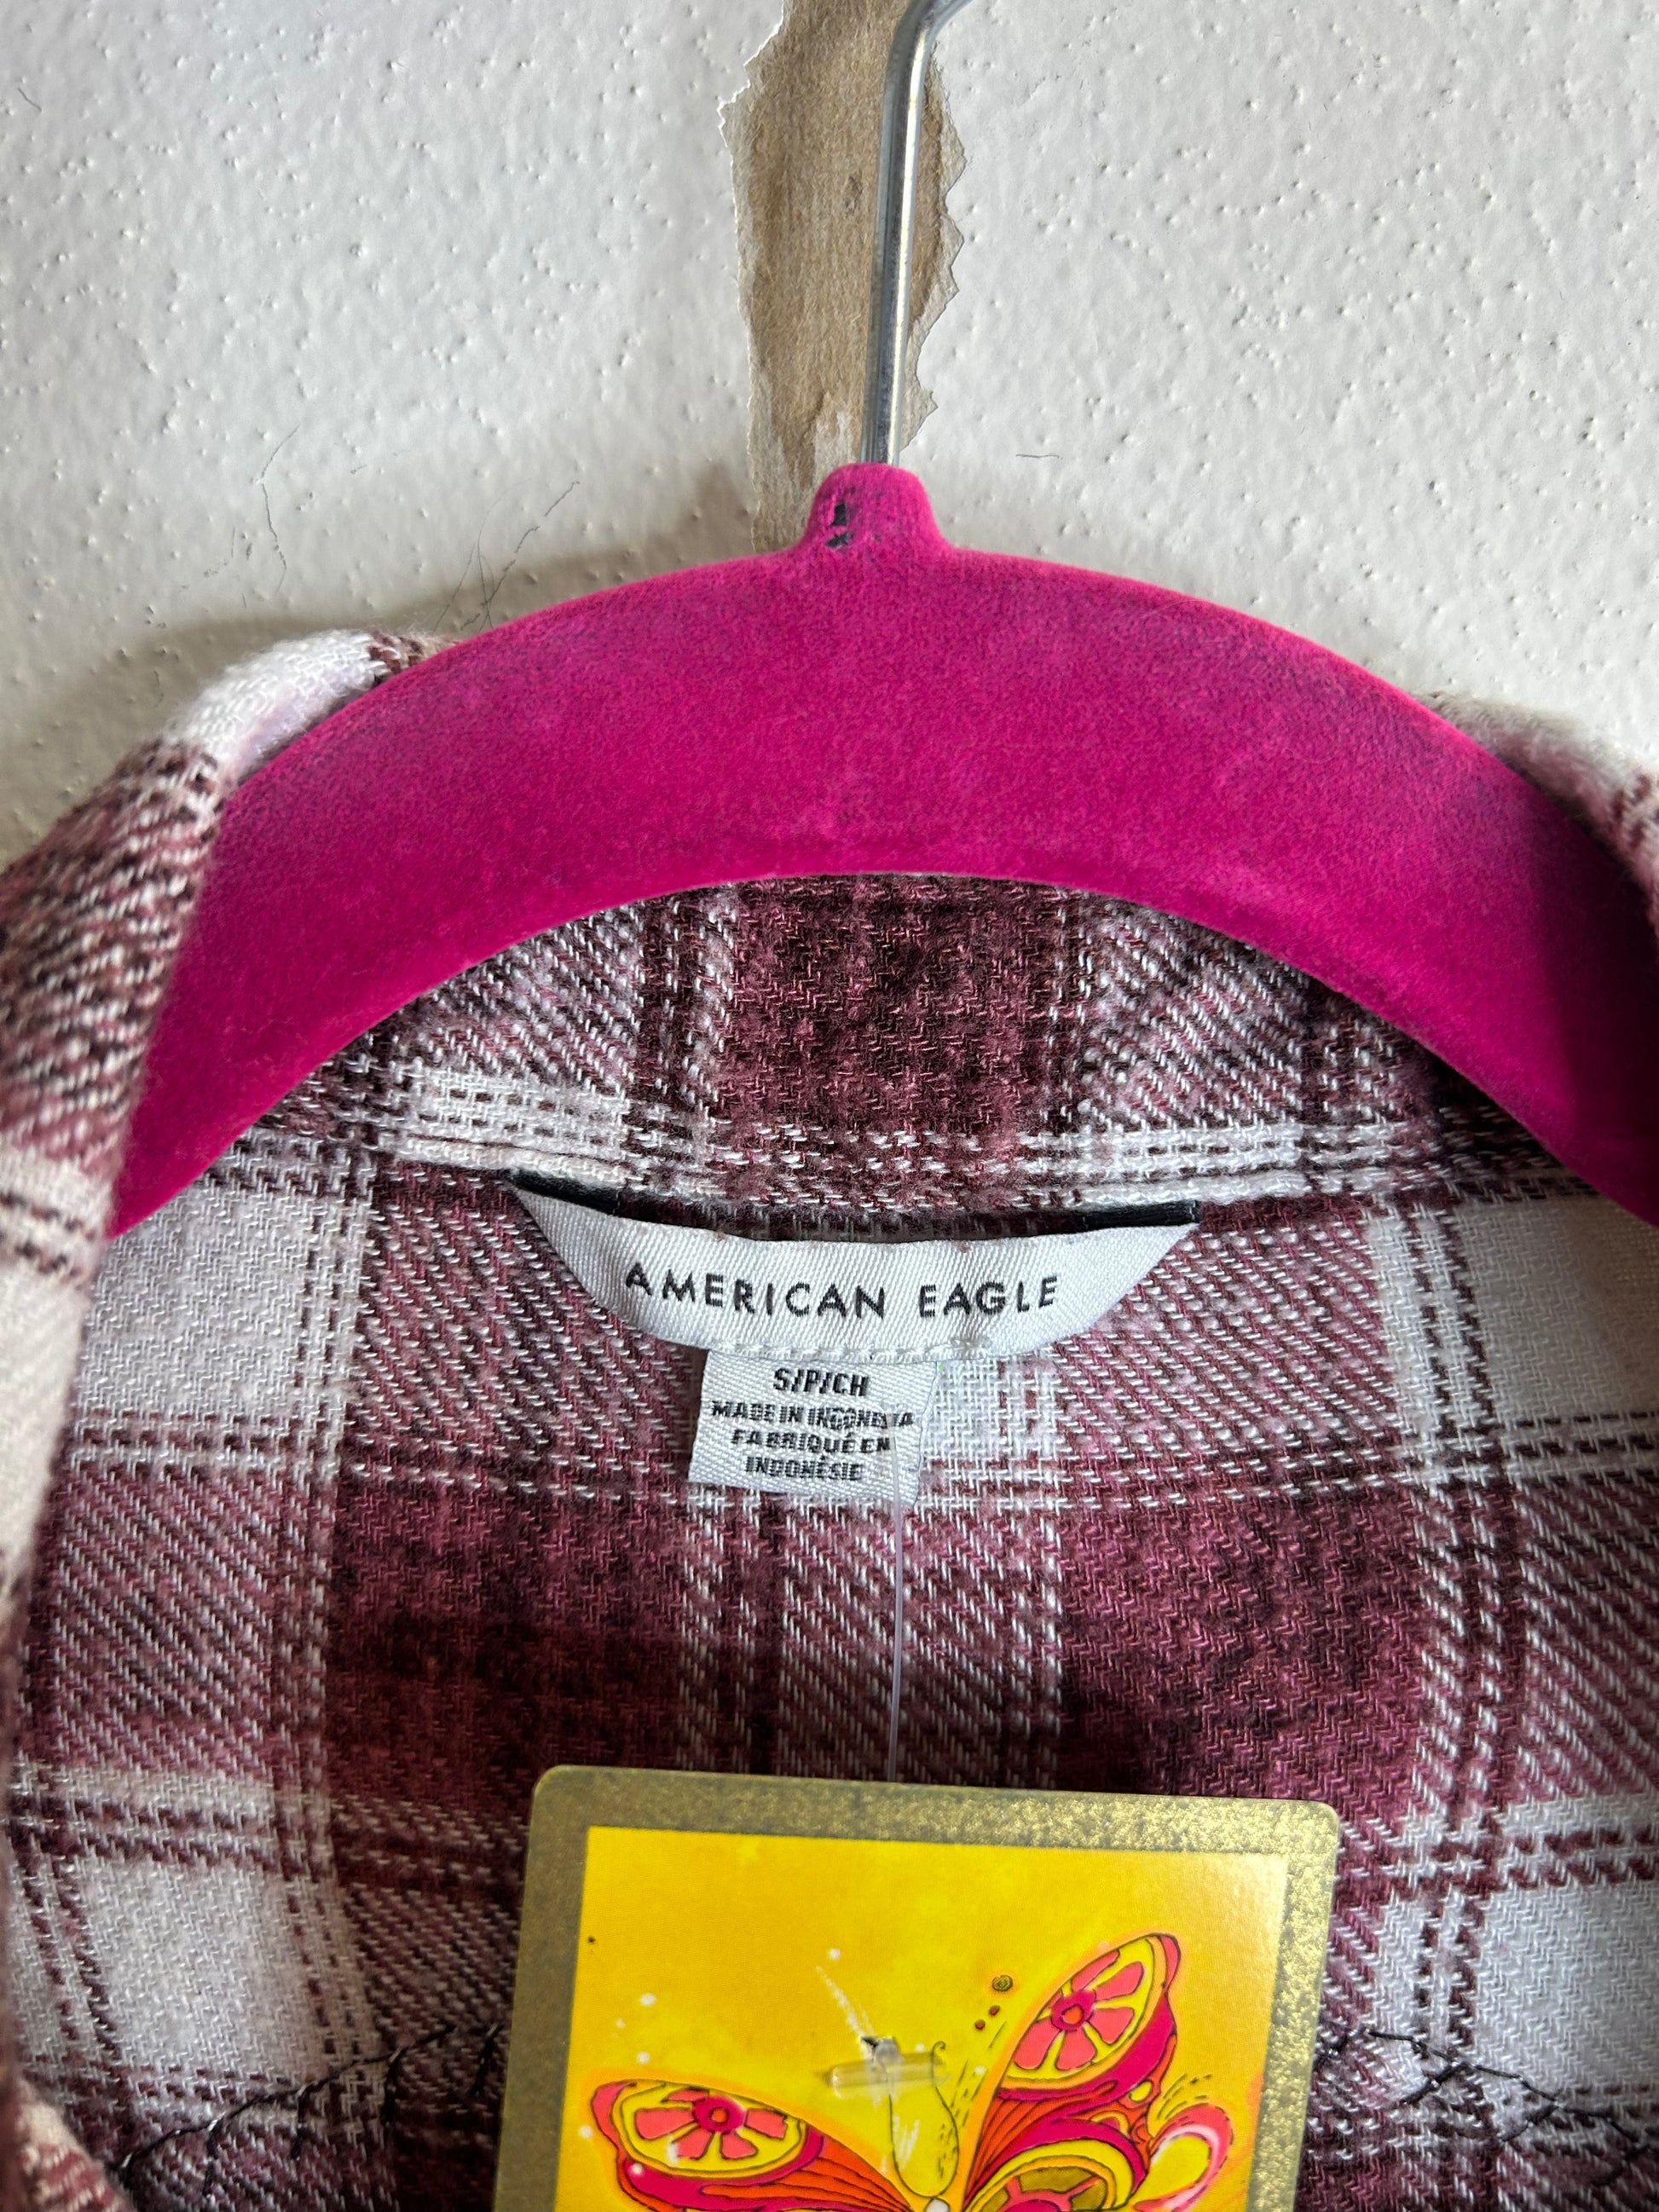 AMERICAN EAGLE
S/P/CH
MADE IN INDONESIA
FABRIQUÉ EN
INDONÉSIE